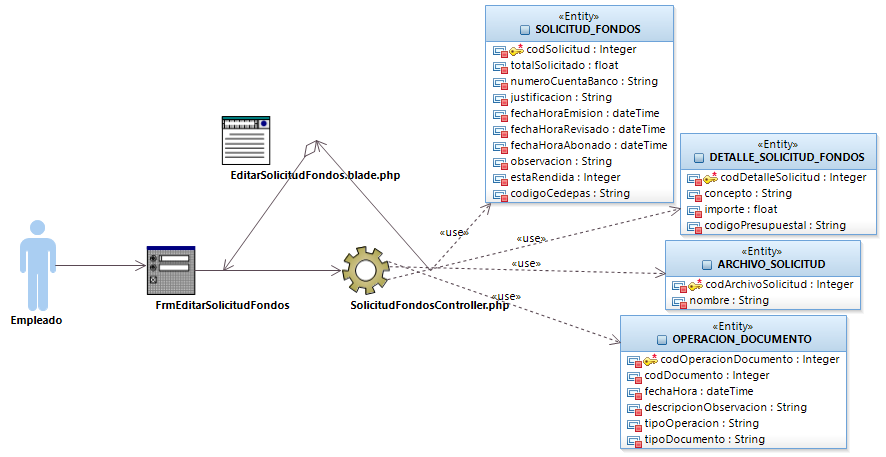 «Entity»
SOLICITUD_FONDOS
codSolicitud : Integer
totalSolicitado : float
numeroCuentaBanco : String
justificacion : String
fechaHoraEmision : dateTime
fechaHoraRevisado : dateTime
fechaHoraAbonado : dateTime
observacion : String
estaRendida : Integer
codigoCedepas : String
«Entity»
DETALLE_SOLICITUD_FONDOS
codDetalleSolicitud : Integer
concepto : String
importe : float
codigoPresupuestal : String
«Entity»
ARCHIVO_SOLICITUD
codArchivoSolicitud : Integer
nombre : String
«Entity»
OPERACION_DOCUMENTO
codOperacionDocumento : Integer
codDocumento : Integer
fechaHora : dateTime
descripcionObservacion : String
tipoOperacion : String
tipoDocumento : String
EditarSolicitudFondos.blade.php
«use»
«use»
«use»
«use»
Empleado
FrmEditarSolicitudFondos
SolicitudFondosController.php